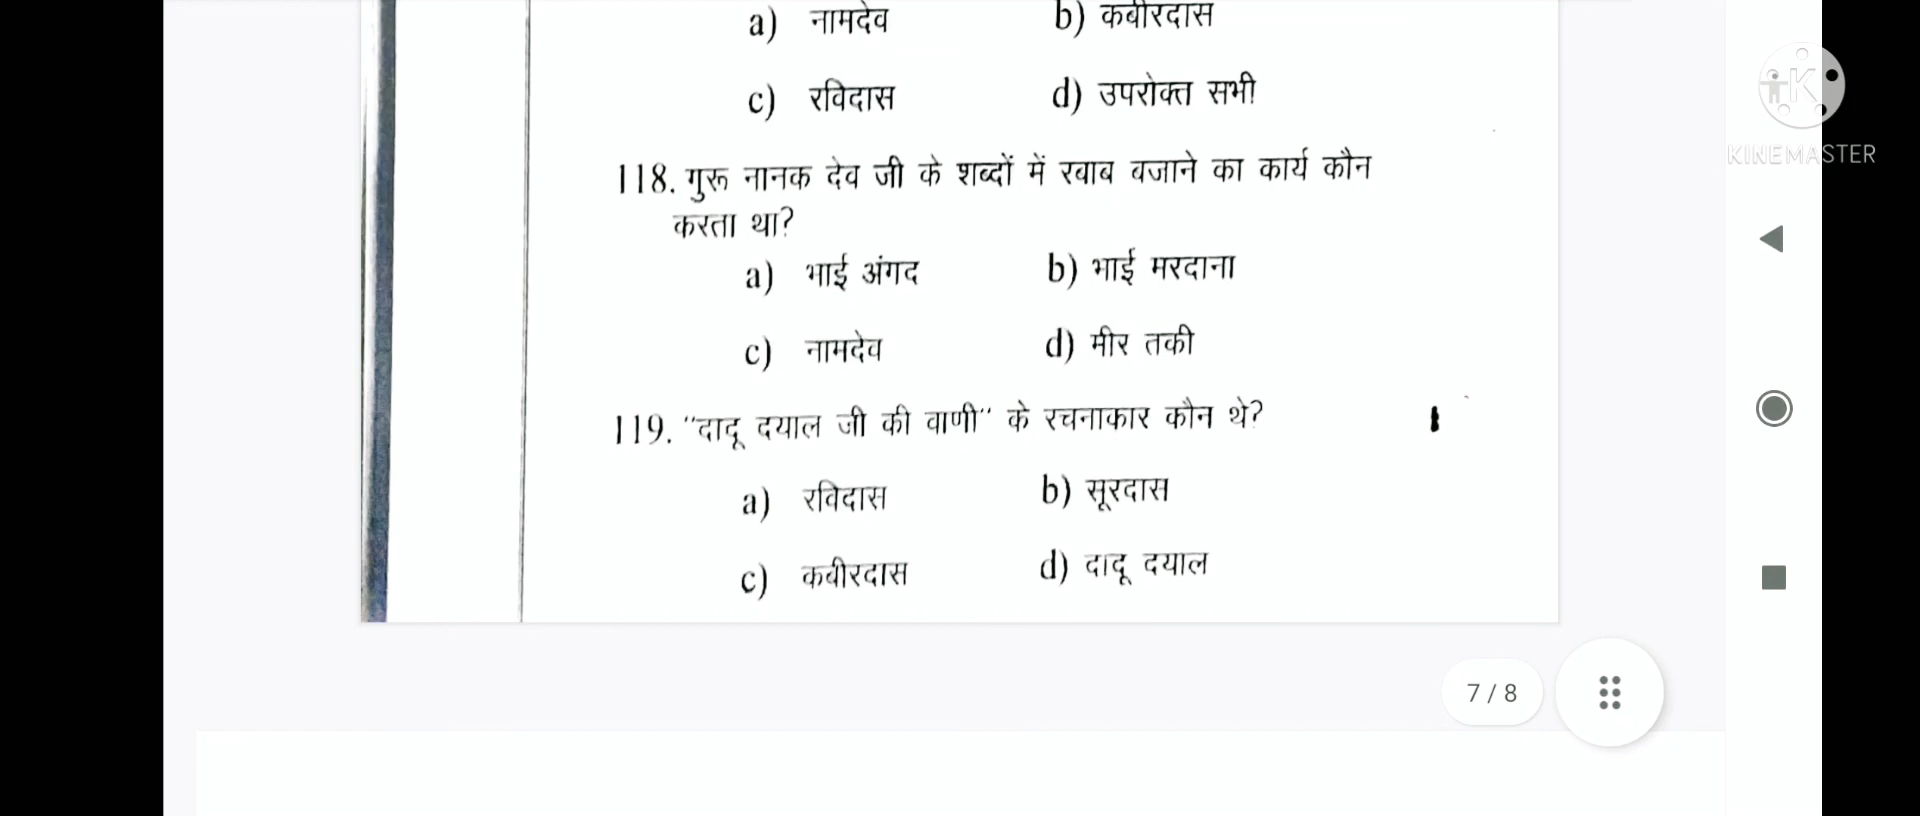 a) नामदेव b) कबीरदास
c) रविदास d) उपरोक्त सभी
KINEMASTER
118. गुरू नानक देव जी के शब्दों में रबाब बजाने का कार्य कौन
करता था?
a) भाई अंगद b) भाई मरदाना
c) नामदेव d) मीर तकी
119. "दादू दयाल जी की वाणी" के रचनाकार कौन थे?
a) रविदास b) सूरदास
c) कबीरदास d) दादू दयाल
7 / 8